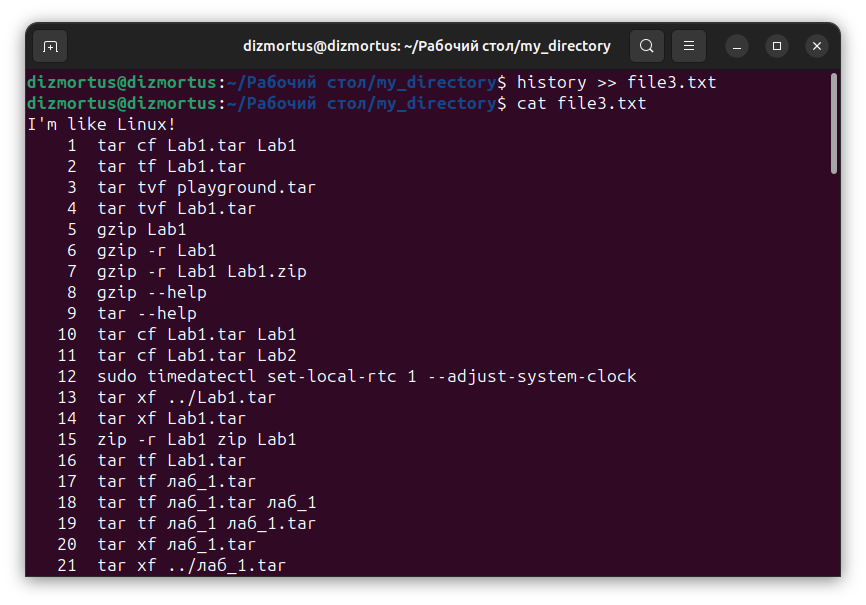 dizmortus@dizmortus: ~/Рабочий стол/my_directory
dizmortus@dizmortus:~/Рабочий стол/my_directory$ history >> file3.txt
dizmortus@dizmortus:~/Рабочий стол/my_directory$ cat file3.txt
I'm like Linux!
1 tar cf Lab1.tar Lab1
2 tar tf Lab1.tar
3 tar tvf playground.tar
4 tar tvf Lab1.tar
5 gzip Lab1
6 gzip -r Lab1
7 gzip -r Lab1 Lab1.zip
8 gzip --help
9 tar --help
10 tar cf Lab1.tar Lab1
11 tar cf Lab1.tar Lab2
12 sudo timedatectl set-local-rtc 1 --adjust-system-clock
13 tar xf ../Lab1.tar
14 tar xf Lab1.tar
15 zip -r Lab1 zip Lab1
16 tar tf Lab1.tar
17 tar tf лаб_1.tar
18 tar tf лаб_1.tar лаб_1
19 tar tf лаб_1 лаб_1.tar
20 tar xf лаб_1.tar
21 tar xf ../лаб_1.tar